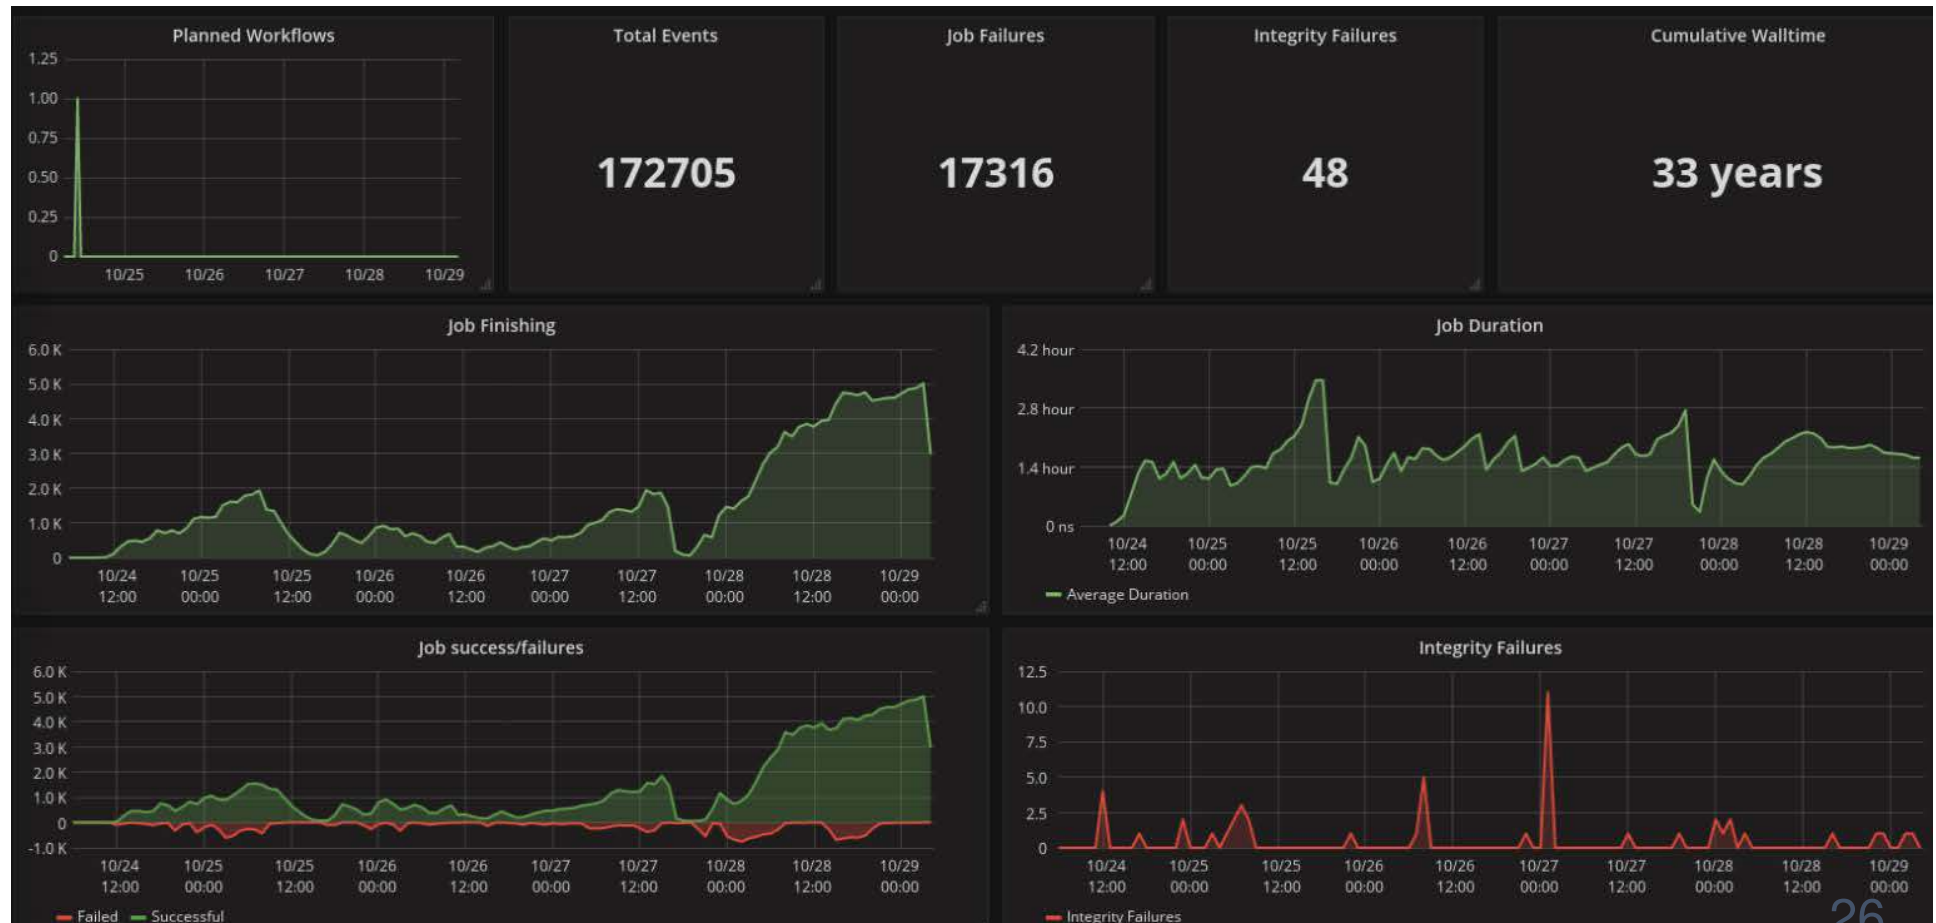 Planned Workflows
1.25
1.00
0.75
0.50
0.25
0
10/25 10/26 10/27 10/28 10/29
Total Events
172705
Job Failures
17316
Integrity Failures
48
Cumulative Walltime
33 years
Job Finishing
6.0 K
5.0 K
4.0 K
3.0 K
2.0 K
1.0 K
0
10/24 10/25 10/25 10/26 10/26 10/27 10/27 10/28 10/28 10/29
12:00 00:00 12:00 00:00 12:00 00:00 12:00 00:00 12:00 00:00
Job Duration
4.2 hour
2.8 hour
1.4 hour
0 ns
10/24 10/25 10/25 10/26 10/26 10/27 10/27 10/28 10/28 10/29
12:00 00:00 12:00 00:00 12:00 00:00 12:00 00:00 12:00 00:00
Average Duration
Job success/failures
6.0 K
5.0 K
4.0 K
3.0 K
2.0 K
1.0 K
0
-1.0 K
10/24 10/25 10/25 10/26 10/26 10/27 10/27 10/28 10/28 10/29
12:00 00:00 12:00 00:00 12:00 00:00 12:00 00:00 12:00 00:00
Failed Successful
Integrity Failures
12.5
10.0
7.5
5.0
2.5
0
10/24 10/25 10/25 10/26 10/26 10/27 10/27 10/28 10/28 10/29
12:00 00:00 12:00 00:00 12:00 00:00 12:00 00:00 12:00 00:00
Integrity Failures
26